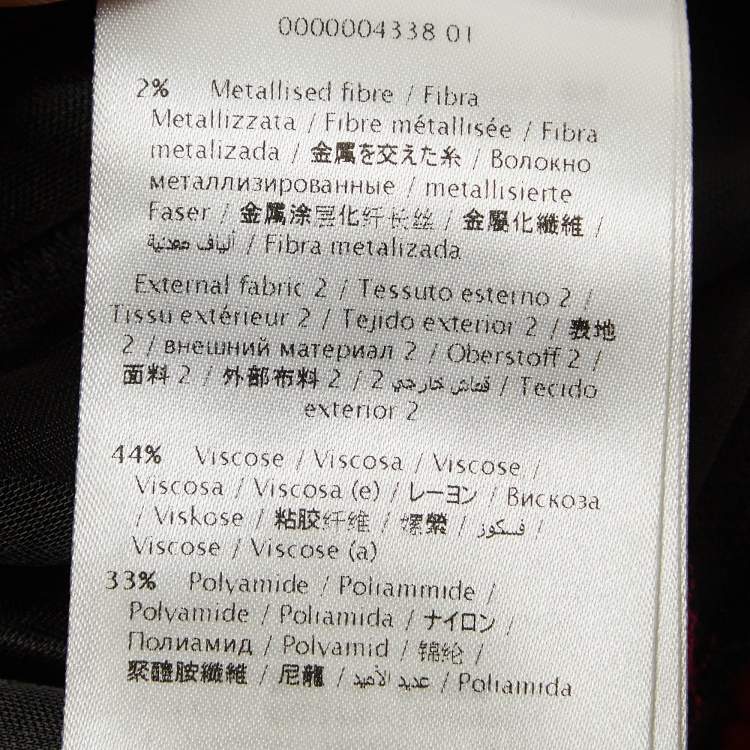 0000004338 01
2% Metallised fibre / Fibra
Metallizzata / Fibre métallisée / Fibra
metalizada / 金属を交えた糸 / Волокно
металлизированные / metallisierte
Faser / 金属涂层化纤长丝 / 金屬化纖維 /
ألياف معدنية / Fibra metalizada
External fabric 2 / Tessuto esterno 2 /
Tissu extérieur 2 / Tejido exterior 2 / 表地
2 / внешний материал 2 / Oberstoff 2 /
面料 2 / 外部布料 2 / 2 قماش خارجي / Tecido
exterior 2
44% Viscose / Viscosa / Viscose /
Viscosa / Viscosa (e) / レーヨン / Вискоза
/ Viskose / 粘胶纤维 / 嫘縈 / فسكوز /
Viscose / Viscose (a)
33% Polyamide / Poliammide /
Polyamide / Poliamida / ナイロン /
Полиамид / Polyamid / 锦纶 /
聚醯胺纖維 / 尼龍 / عديد الأميد / Poliamida